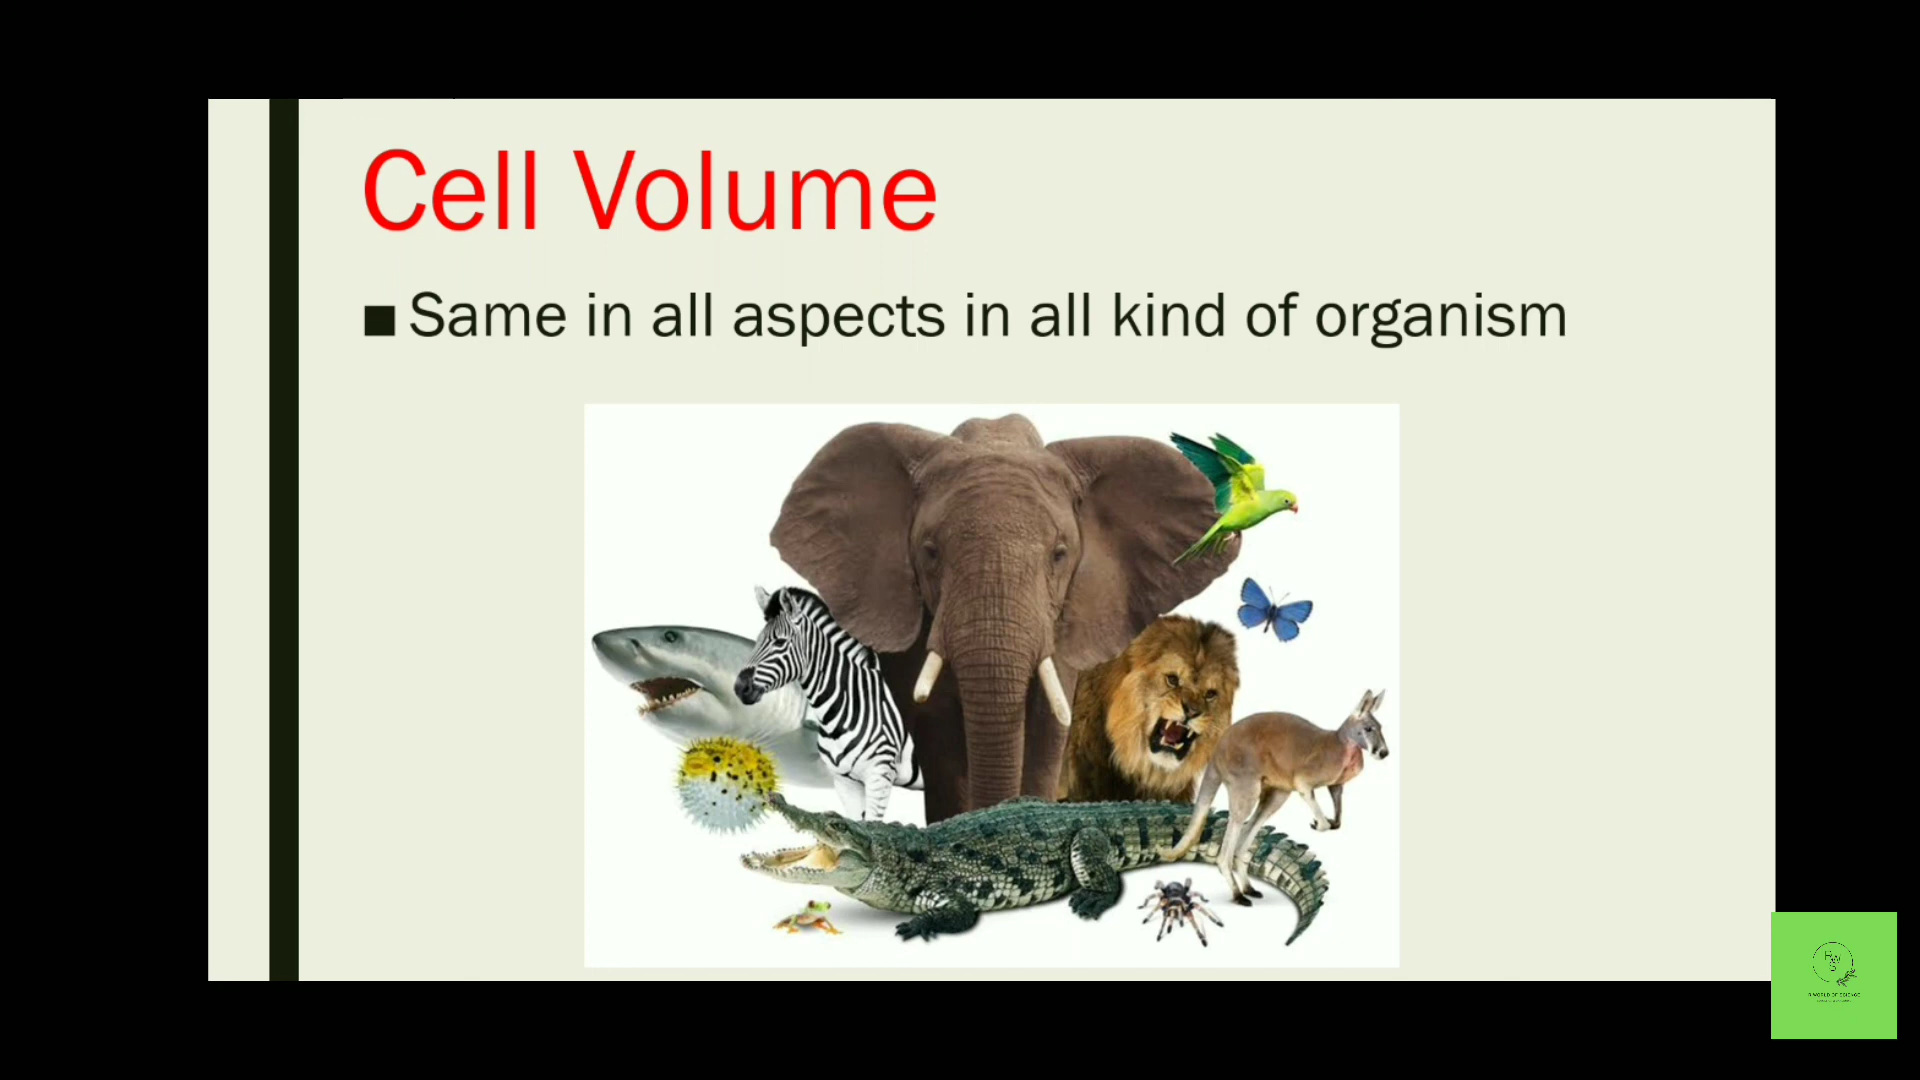 Cell Volume
■ Same in all aspects in all kind of organism